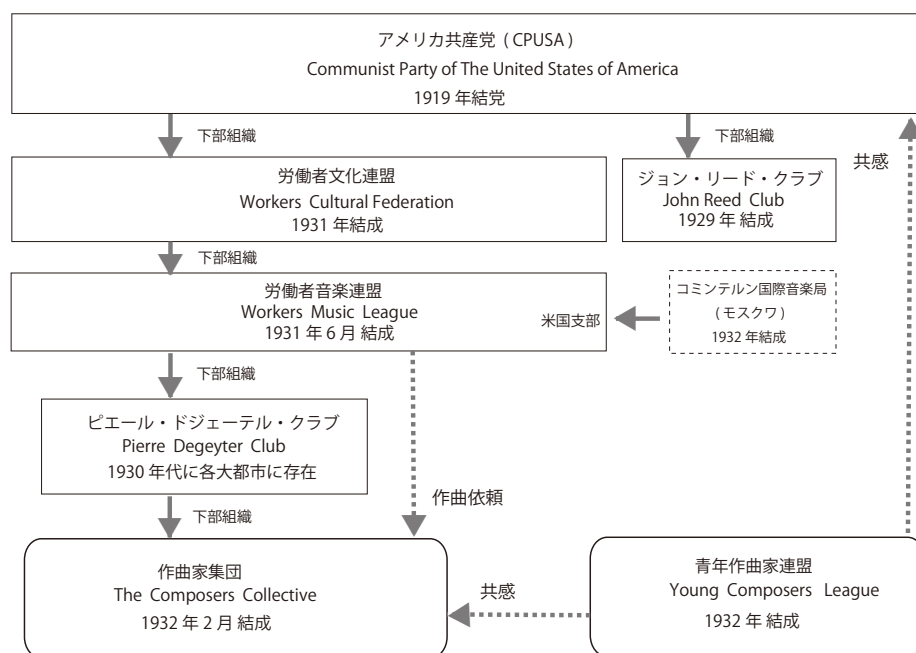 アメリカ共産党 ( CPUSA )
Communist Party of The United States of America
1919 年結党
下部組織
下部組織
共感
労働者文化連盟
Workers Cultural Federation
1931 年結成
ジョン・リード・クラブ
John Reed Club
1929 年 結成
下部組織
労働者音楽連盟
Workers Music League
1931 年 6 月 結成
米国支部
コミンテルン国際音楽局
( モスクワ )
1932 年結成
下部組織
ピエール・ドジェーテル・クラブ
Pierre Degeyter Club
1930 年代に各大都市に存在
作曲依頼
下部組織
作曲家集団
The Composers Collective
1932 年 2 月 結成
共感
青年作曲家連盟
Young Composers League
1932 年 結成